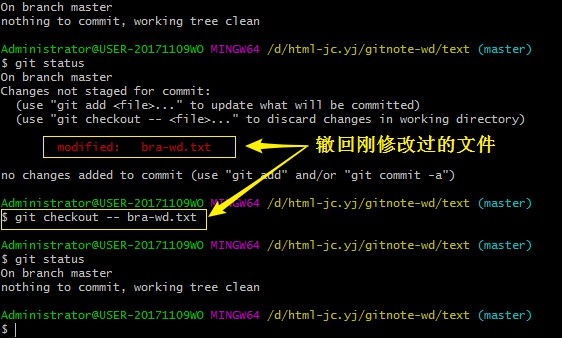 On branch master
nothing to commit, working tree clean
Administrator@USER-20171109WO MINGW64 /d/html-jc.yj/gitnote-wd/text (master)
$ git status
On branch master
Changes not staged for commit:
(use "git add <file>..." to update what will be committed)
(use "git checkout -- <file>..." to discard changes in working directory)
modified: bra-wd.txt
撤回刚修改过的文件
no changes added to commit (use "git add" and/or "git commit -a")
Administrator@USER-20171109WO MINGW64 /d/html-jc.yj/gitnote-wd/text (master)
$ git checkout -- bra-wd.txt
Administrator@USER-20171109WO MINGW64 /d/html-jc.yj/gitnote-wd/text (master)
$ git status
On branch master
nothing to commit, working tree clean
Administrator@USER-20171109WO MINGW64 /d/html-jc.yj/gitnote-wd/text (master)
$